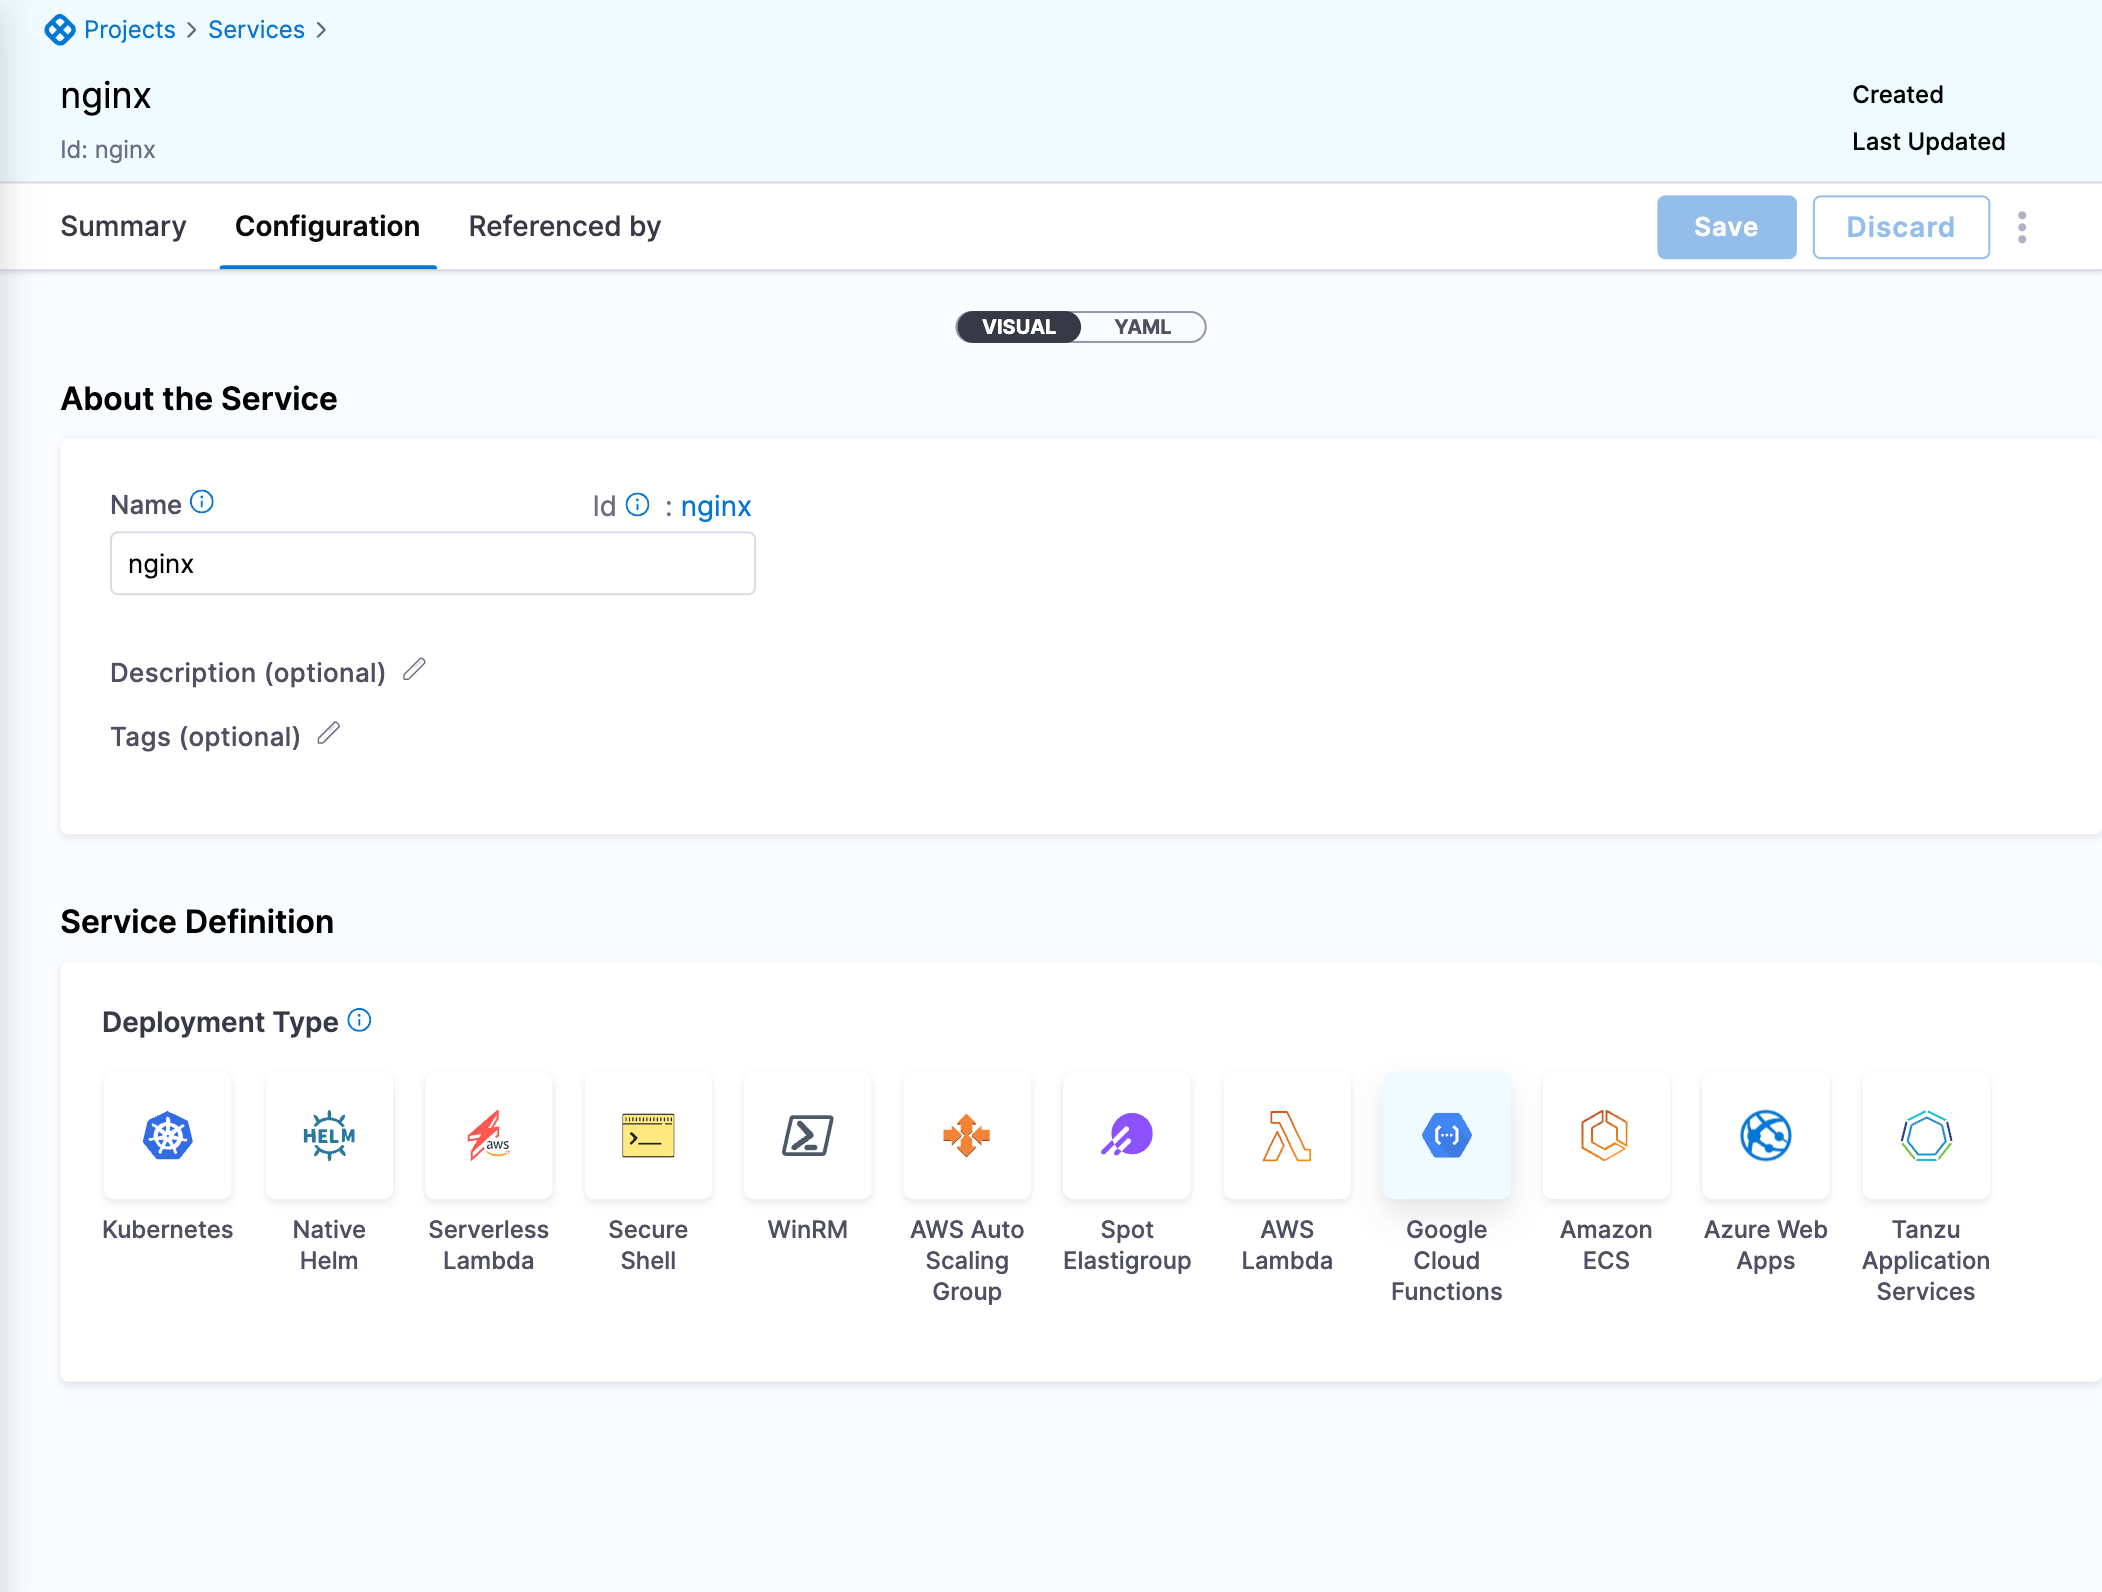 Projects > Services >
nginx
Id: nginx
Created
Last Updated
Summary Configuration Referenced by
Save Discard
VISUAL YAML
About the Service
Name Id : nginx
nginx
Description (optional)
Tags (optional)
Service Definition
Deployment Type
HELM
aws
Kubernetes
Native
Helm
Serverless
Lambda
Secure
Shell
WinRM
AWS Auto
Scaling
Group
Spot
Elastigroup
AWS
Lambda
Google
Cloud
Functions
Amazon
ECS
Azure Web
Apps
Tanzu
Application
Services